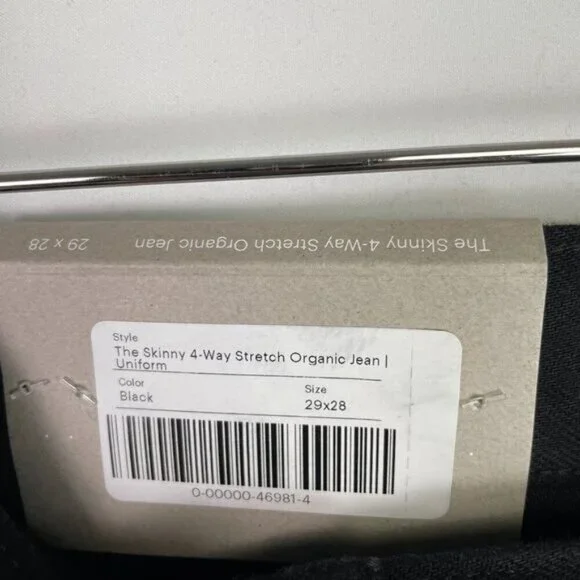 The Skinny 4-Way Stretch Organic Jean 29 x 28
Style
The Skinny 4-Way Stretch Organic Jean |
Uniform
Color Size
Black 29x28
0-00000-46981-4